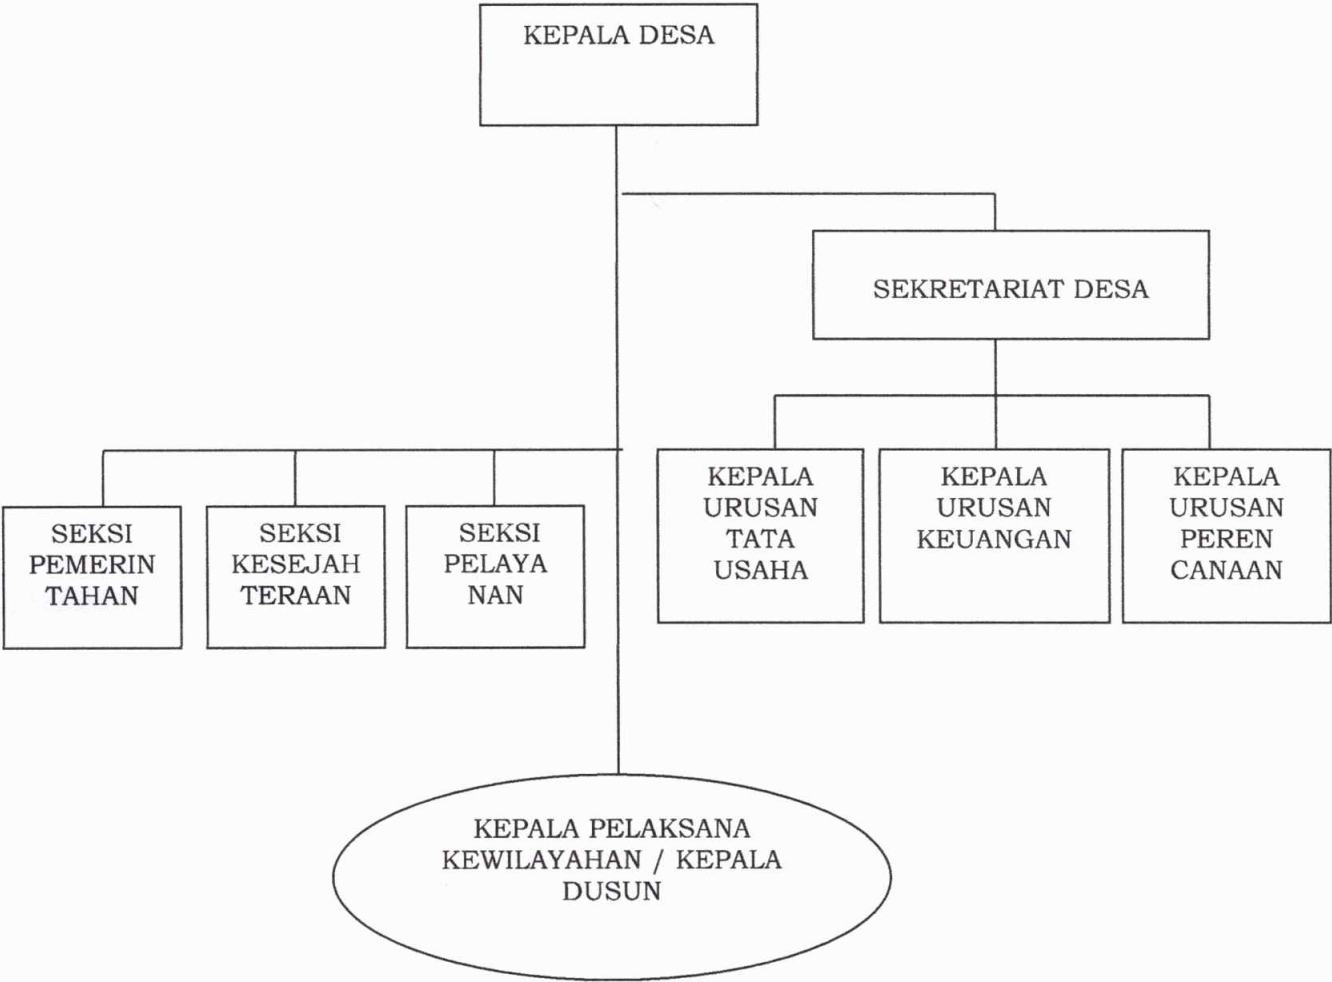 KEPALA DESA
SEKRETARIAT DESA
KEPALA
URUSAN
TATA
USAHA
KEPALA
URUSAN
KEUANGAN
KEPALA
URUSAN
PEREN
CANAAN
SEKSI
PEMERIN
TAHAN
SEKSI
KESEJAH
TERAAN
SEKSI
PELAYA
NAN
KEPALA PELAKSANA
KEWILAYAHAN / KEPALA
DUSUN